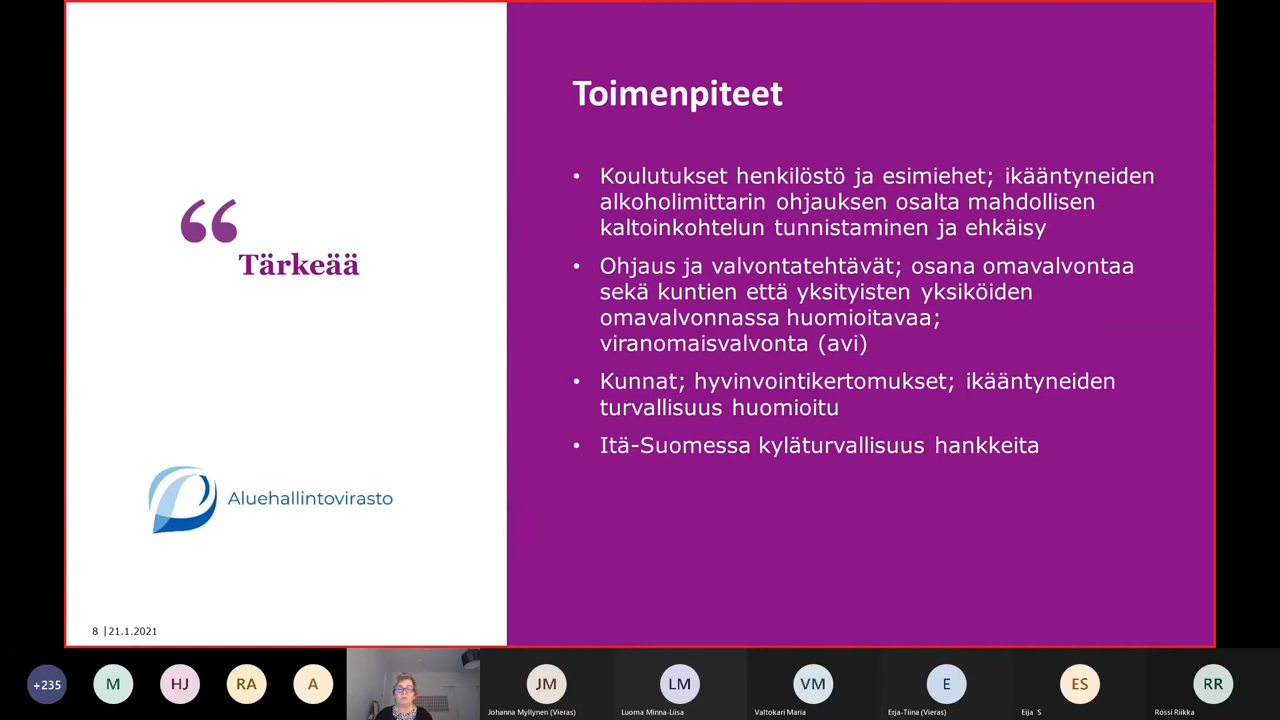 Toimenpiteet
“
Tärkeää
• Koulutukset henkilöstö ja esimiehet; ikääntyneiden
alkoholimittarin ohjauksen osalta mahdollisen
kaltoinkohtelun tunnistaminen ja ehkäisy
• Ohjaus ja valvontatehtävät; osana omavalvontaa
sekä kuntien että yksityisten yksiköiden
omavalvonnassa huomioitavaa;
viranomaisvalvonta (avi)
• Kunnat; hyvinvointikertomukset; ikääntyneiden
turvallisuus huomioitu
• Itä-Suomessa kyläturvallisuus hankkeita
Aluehallintovirasto
8 |21.1.2021
+235
M
HJ
RA
A
JM
LM
VM
E
ES
RR
Johanna Myllynen (Vieras)
Luoma Minna-Liisa
Valtokari Maria
Erja-Tiina (Vieras)
Eija S
Rossi Riikka